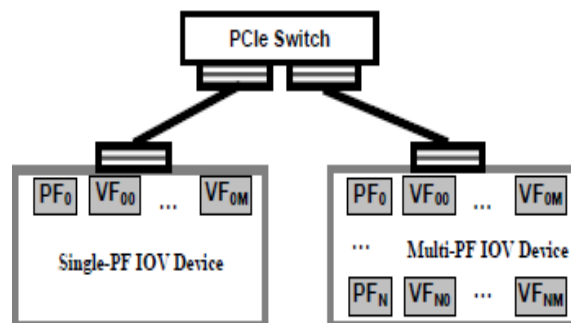 PCIe Switch
PF0 VF00 ... VF0M
Single-PF IOV Device
PF0 VF00 ... VF0M
...
Multi-PF IOV Device
PFN VFN0 ... VFNM